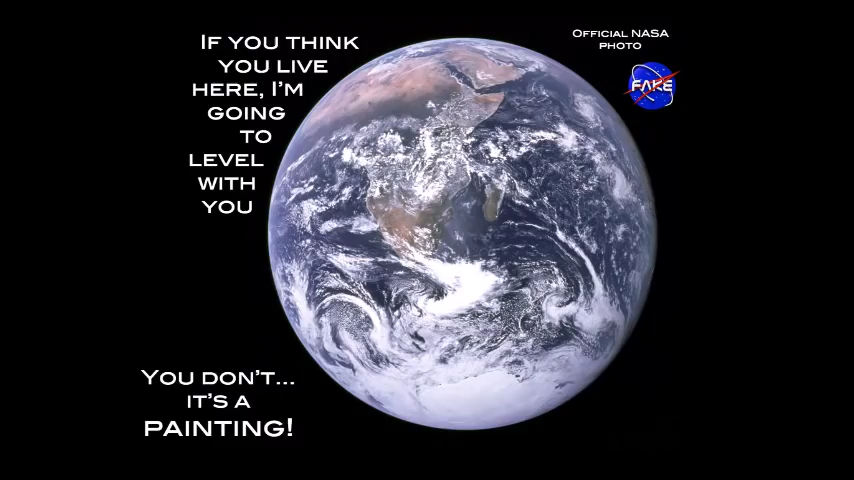 If you think
you live
here, I'm
going
to
level
with
you
Official NASA
photo
FAKE
You don't...
it's a
painting!